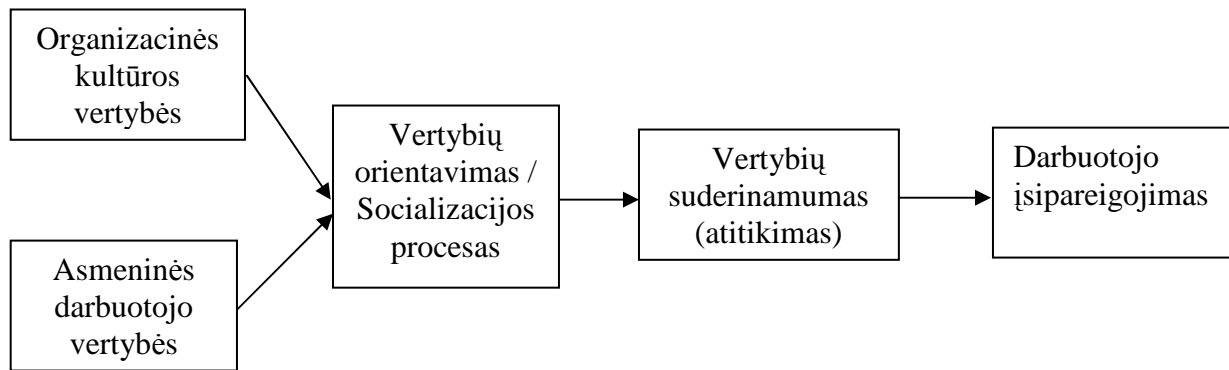 Organizacinės
kultūros
vertybės
Asmeninės
darbuotojo
vertybės
Vertybių
orientavimas /
Socializacijos
procesas
Vertybių
suderinamumas
(atitikimas)
Darbuotojo
įsipareigojimas